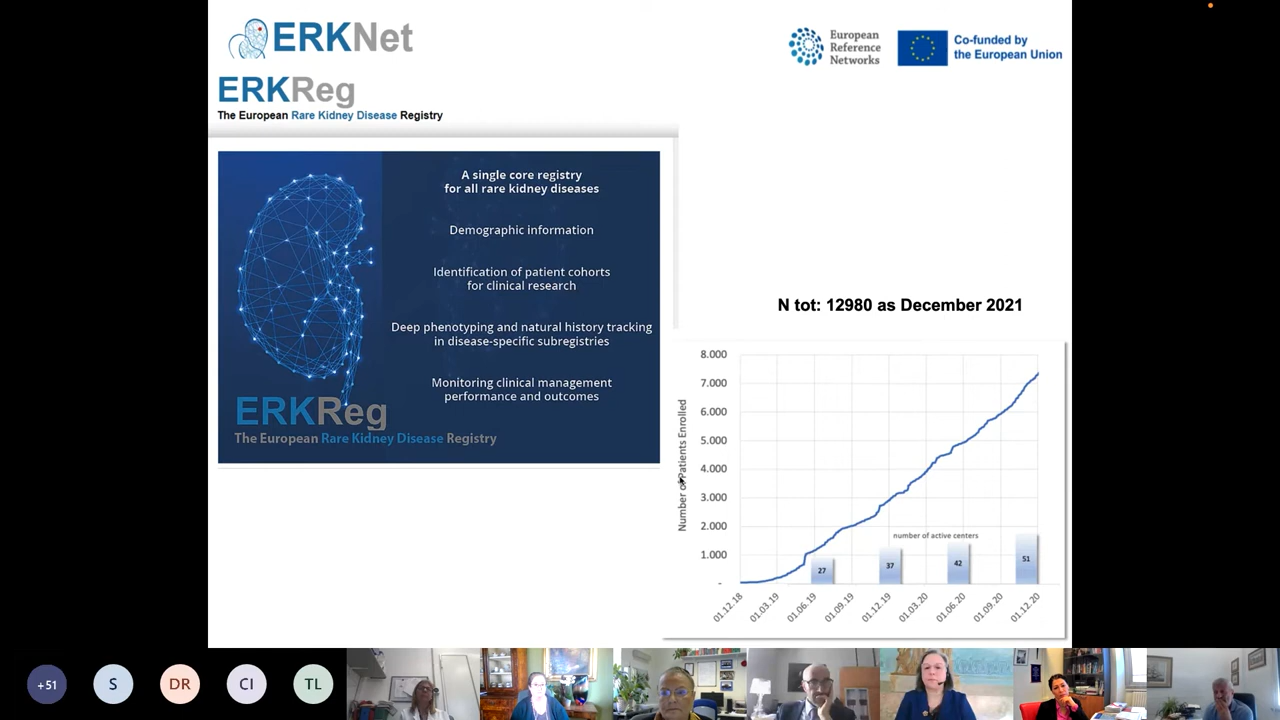 ERKNet
European
Reference
Networks
Co-funded by
the European Union
ERKReg
The European Rare Kidney Disease Registry
A single core registry
for all rare kidney diseases
Demographic information
Identification of patient cohorts
for clinical research
Deep phenotyping and natural history tracking
in disease-specific subregistries
Monitoring clinical management
performance and outcomes
ERKReg
The European Rare Kidney Disease Registry
N tot: 12980 as December 2021
Number of Patients Enrolled
8.000
7.000
6.000
5.000
4.000
3.000
2.000
1.000
-
number of active centers
27
37
42
51
01.12.18
01.03.19
01.06.19
01.09.19
01.12.19
01.03.20
01.06.20
01.09.20
01.12.20
+51
S
DR
CI
TL